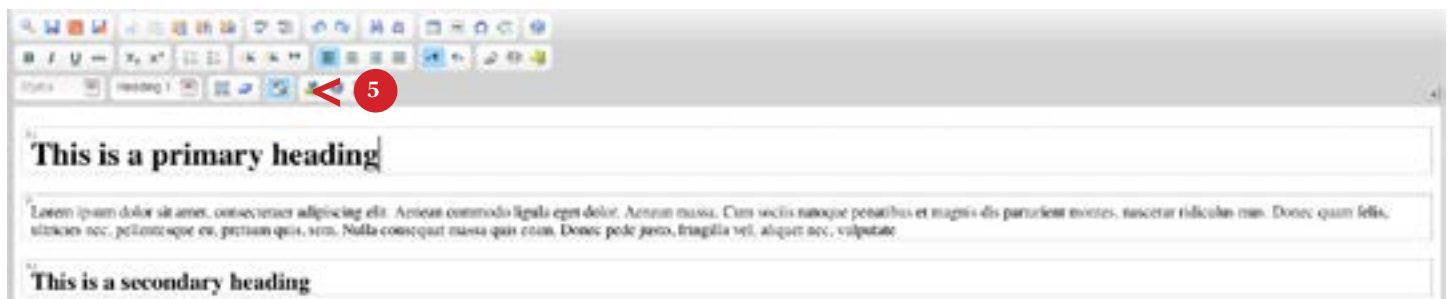 B I U
Styles Heading 1
5
This is a primary heading
Lorem ipsum dolor sit amet, consectetuer adipiscing elit. Aenean commodo ligula eget dolor. Aenean massa. Cum sociis natoque penatibus et magnis dis parturient montes, nascetur ridiculus mus. Donec quam felis,
ultricies nec, pellentesque eu, pretium quis, sem. Nulla consequat massa quis enim. Donec pede justo, fringilla vel, aliquet nec, vulputate
This is a secondary heading